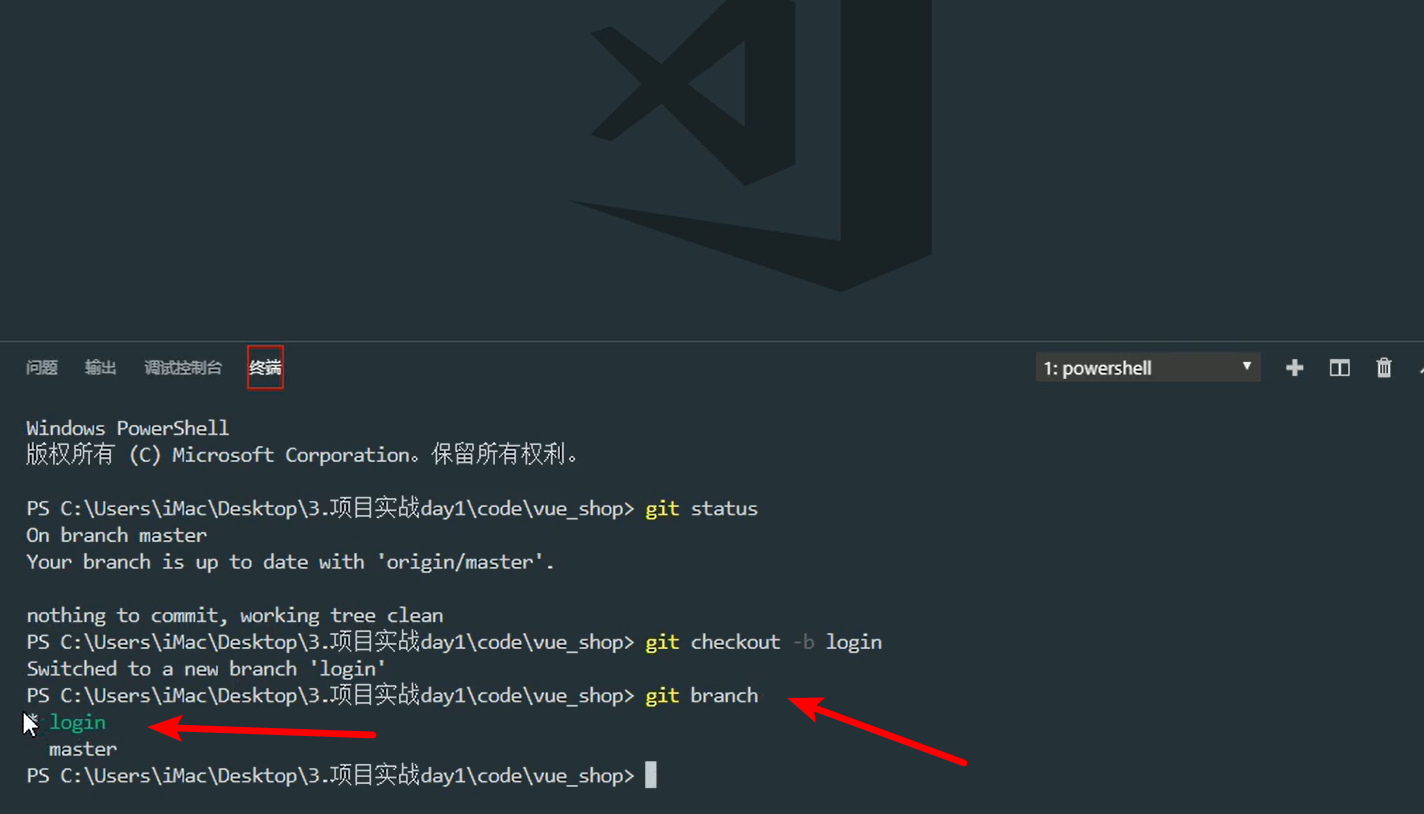 问题 输出 调试控制台 终端 1: powershell
Windows PowerShell
版权所有 (C) Microsoft Corporation。保留所有权利。
PS C:\Users\iMac\Desktop\3.项目实战day1\code\vue_shop> git status
On branch master
Your branch is up to date with 'origin/master'.
nothing to commit, working tree clean
PS C:\Users\iMac\Desktop\3.项目实战day1\code\vue_shop> git checkout -b login
Switched to a new branch 'login'
PS C:\Users\iMac\Desktop\3.项目实战day1\code\vue_shop> git branch
* login
master
PS C:\Users\iMac\Desktop\3.项目实战day1\code\vue_shop>